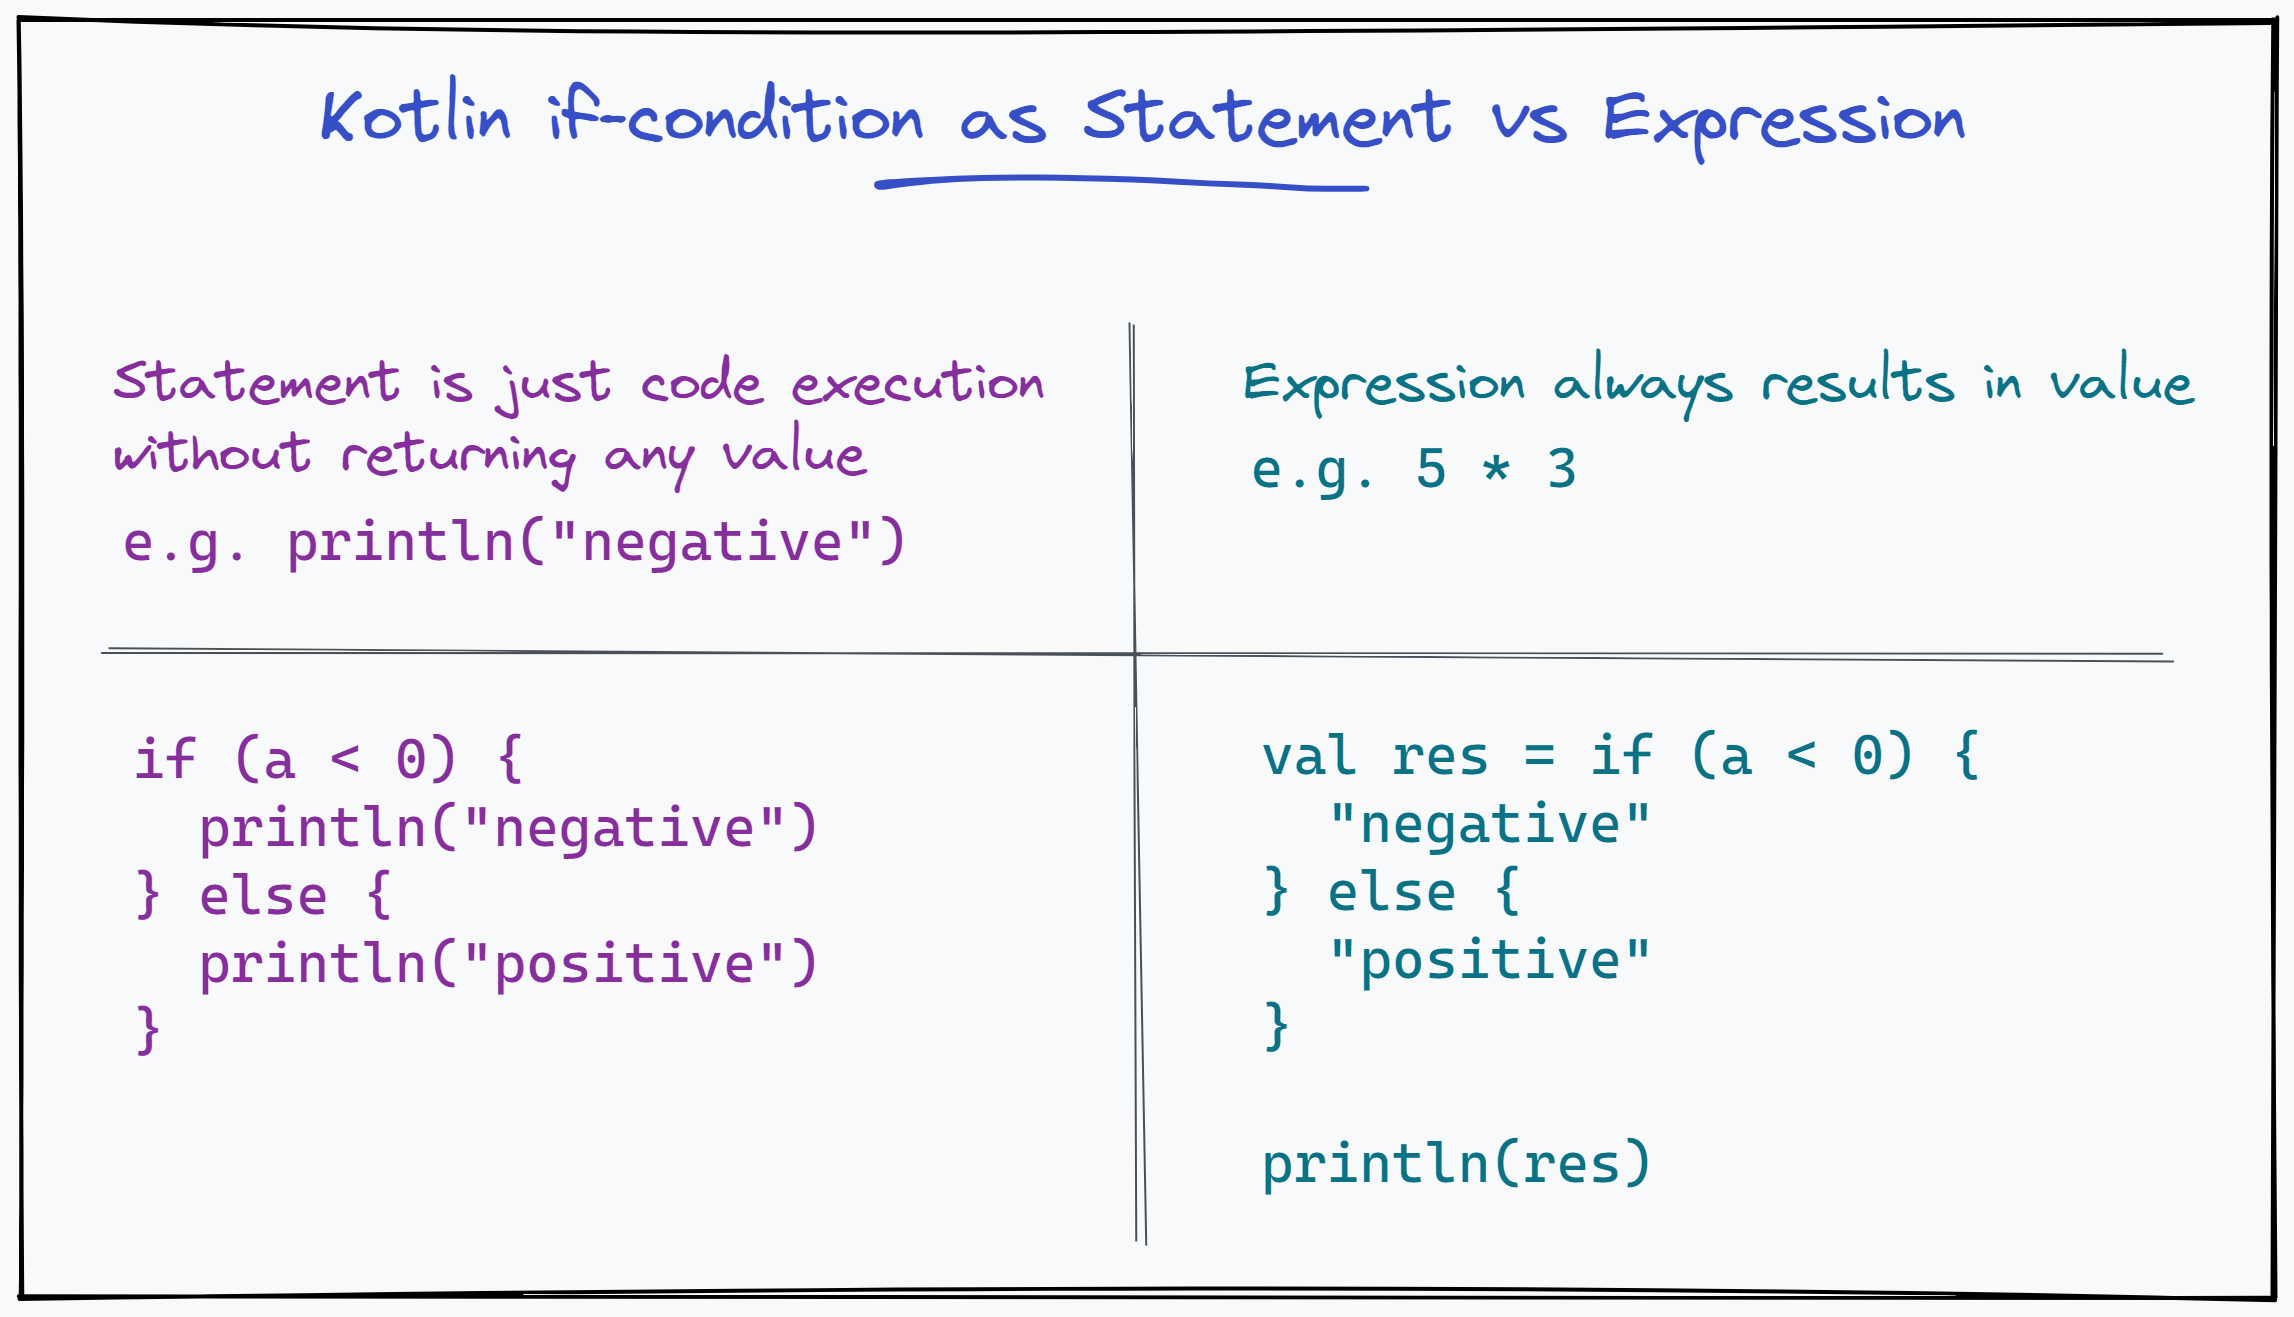 Kotlin if-condition as Statement vs Expression
Statement is just code execution
without returning any value
e.g. println("negative")
Expression always results in value
e.g. 5 * 3
if (a < 0) {
  println("negative")
} else {
  println("positive")
}
val res = if (a < 0) {
  "negative"
} else {
  "positive"
}
println(res)